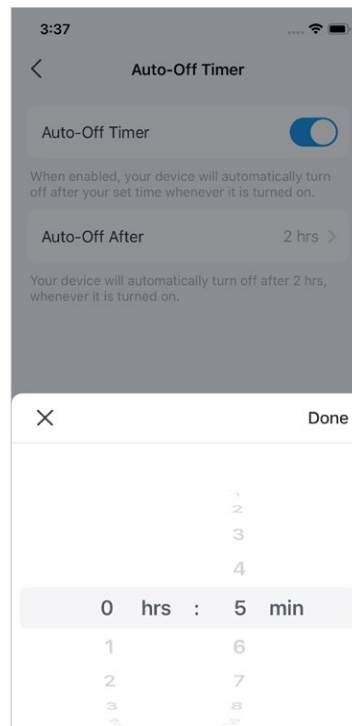 3:37
Auto-Off Timer
Auto-Off Timer
When enabled, your device will automatically turn
off after your set time whenever it is turned on.
Auto-Off After 2 hrs >
Your device will automatically turn off after 2 hrs,
whenever it is turned on.
Done
2
3
4
0 hrs : 5 min
1 6
2 7
3 8